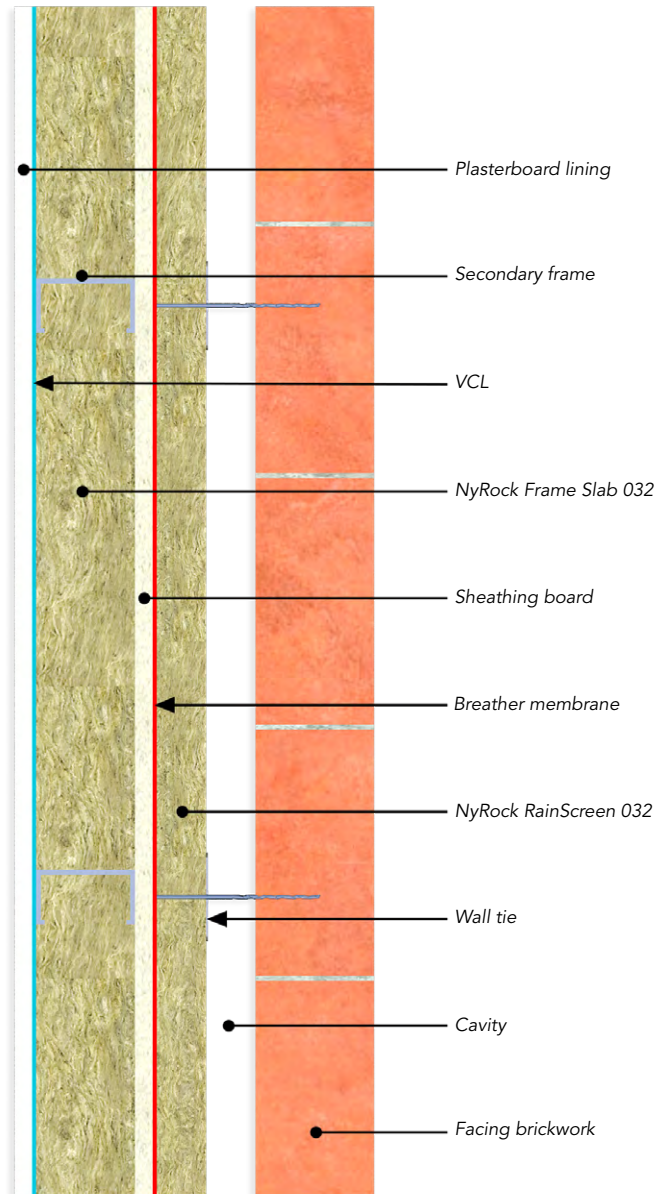 Plasterboard lining
Secondary frame
VCL
NyRock Frame Slab 032
Sheathing board
Breather membrane
NyRock RainScreen 032
Wall tie
Cavity
Facing brickwork